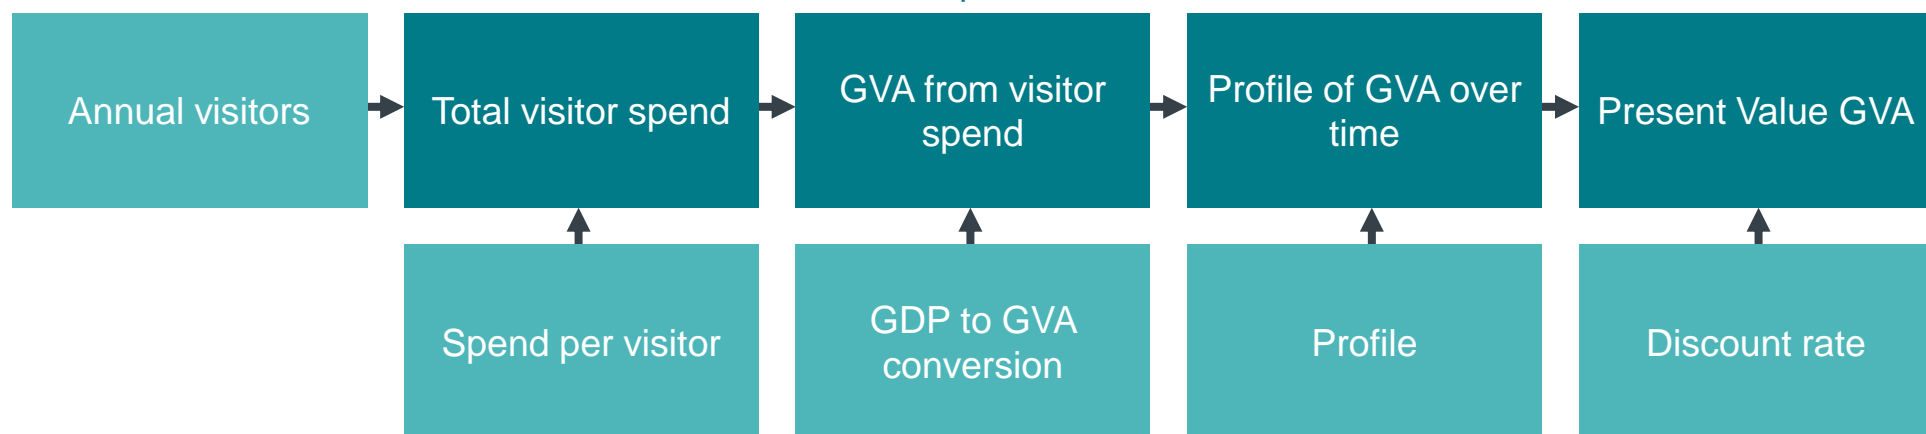 Annual visitors
Total visitor spend
GVA from visitor
spend
Profile of GVA over
time
Present Value GVA
Spend per visitor
GDP to GVA
conversion
Profile
Discount rate